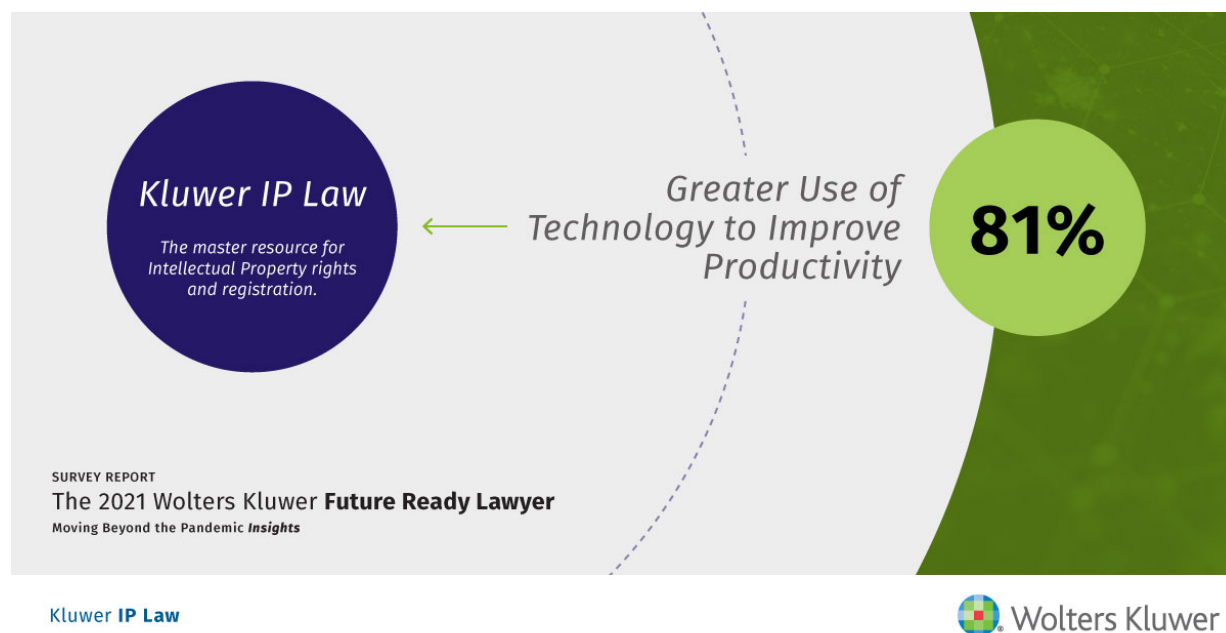 Kluwer IP Law
The master resource for
Intellectual Property rights
and registration.
Greater Use of
Technology to Improve
Productivity
81%
SURVEY REPORT
The 2021 Wolters Kluwer Future Ready Lawyer
Moving Beyond the Pandemic Insights
Kluwer IP Law
Wolters Kluwer